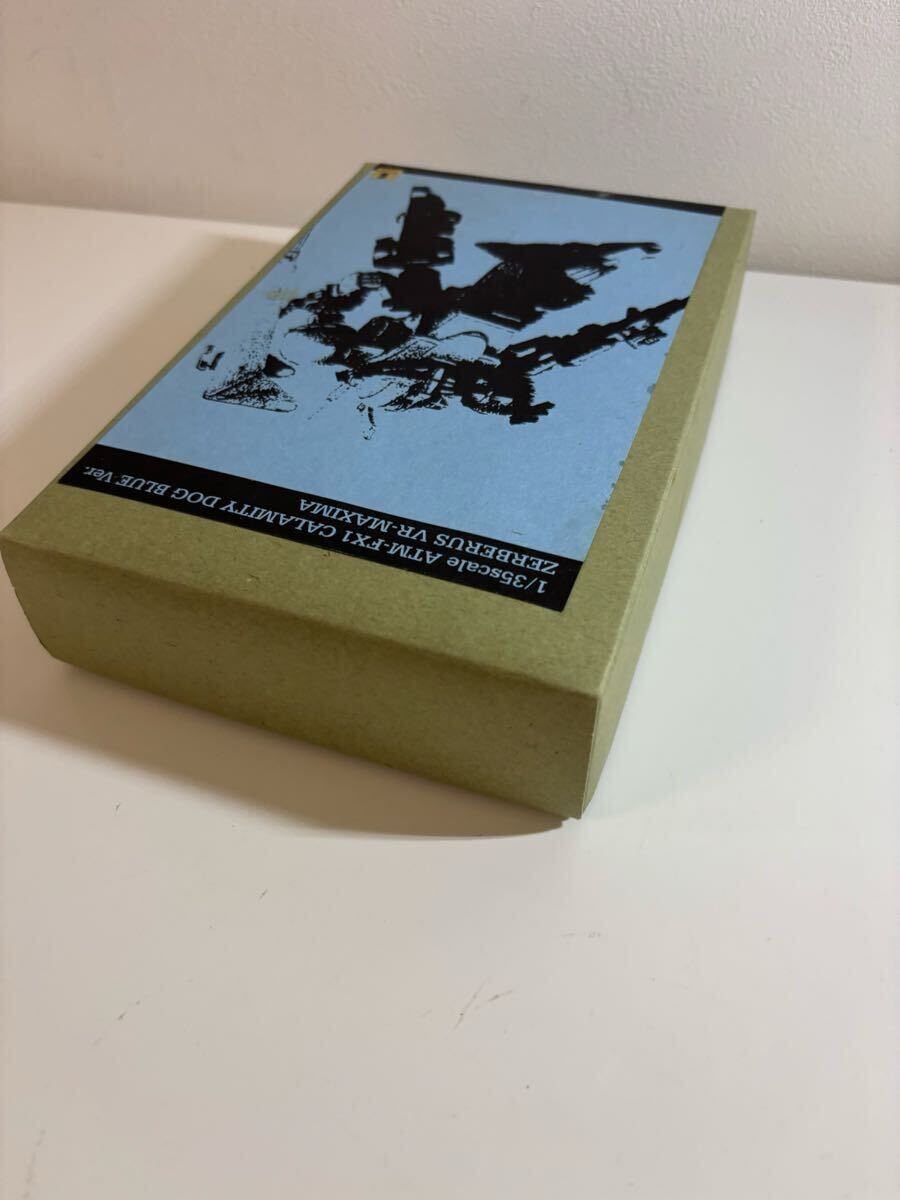 1/35scale ATM-FX1 CALAMITY DOG BLUE Ver.
ZERBERUS VR-MAXIMA